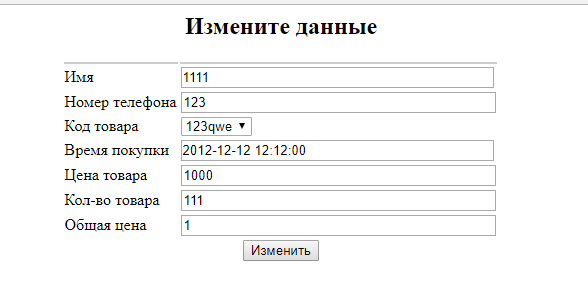 Измените данные
Имя 1111
Номер телефона 123
Код товара 123qwe
Время покупки 2012-12-12 12:12:00
Цена товара 1000
Кол-во товара 111
Общая цена 1
Изменить